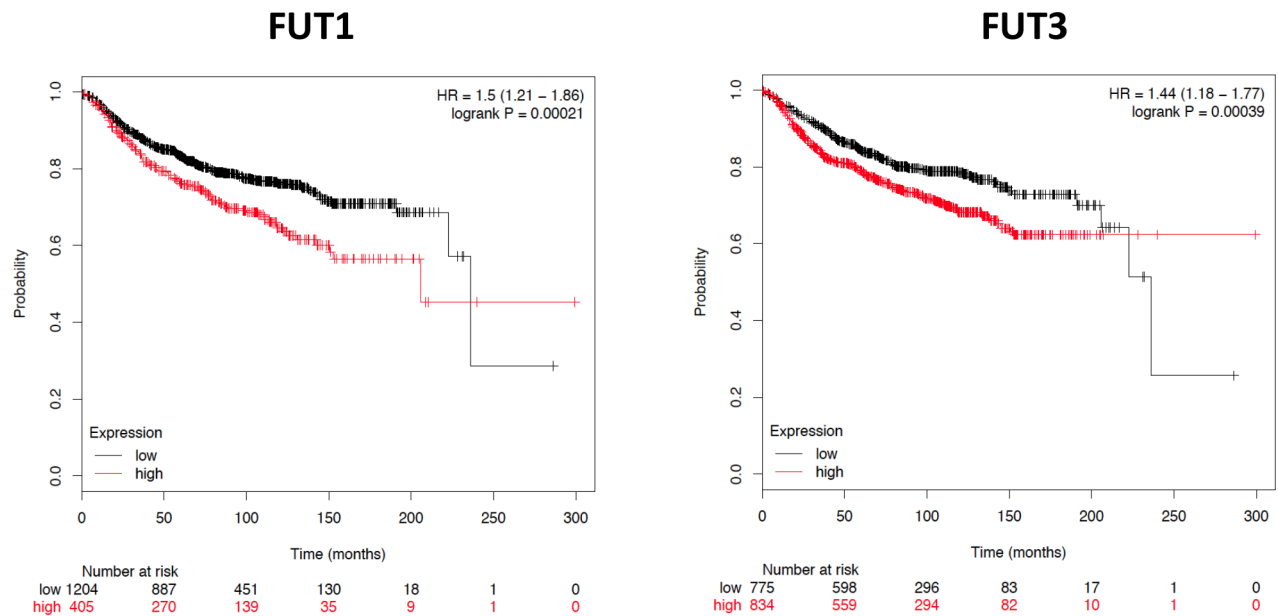 FUT1
HR = 1.5 (1.21 − 1.86)
logrank P = 0.00021
Probability
1.0
0.8
0.6
0.4
0.2
0.0
Expression
low
high
0 50 100 150 200 250 300
Time (months)
Number at risk
low 1204 887 451 130 18 1 0
high 405 270 139 35 9 1 0
FUT3
HR = 1.44 (1.18 − 1.77)
logrank P = 0.00039
Probability
1.0
0.8
0.6
0.4
0.2
0.0
Expression
low
high
0 50 100 150 200 250 300
Time (months)
Number at risk
low 775 598 296 83 17 1 0
high 834 559 294 82 10 1 0